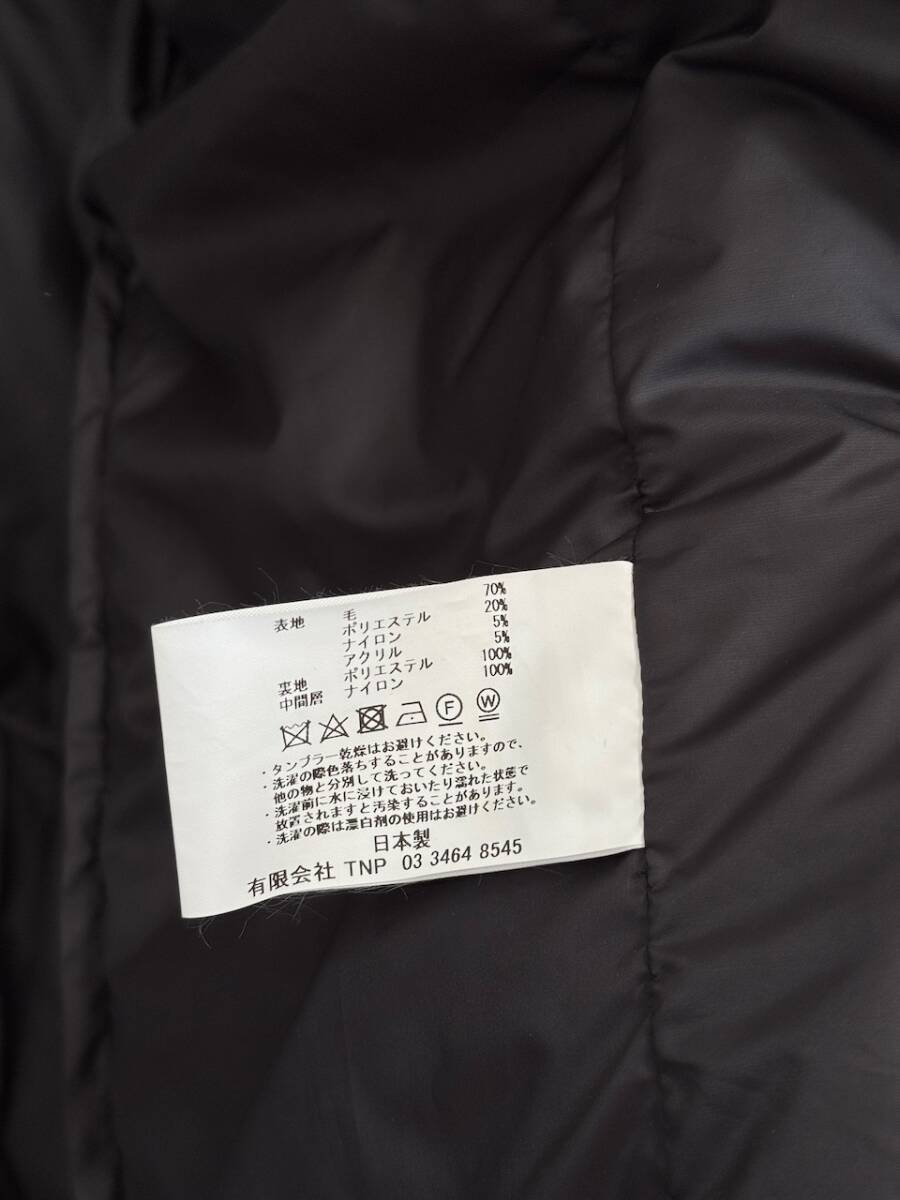 表地 毛 70%
ポリエステル 20%
ナイロン 5%
アクリル 5%
裏地 ポリエステル 100%
中間層 ナイロン 100%
F W
・タンブラー乾燥はお避けください。
・洗濯の際色落ちすることがありますので、
他の物と分別して洗ってください。
・洗濯前に水に浸けておいたり濡れた状態で
放置されますと汚染することがあります。
・洗濯の際は漂白剤の使用はお避けください。
日本製
有限会社 TNP 03 3464 8545